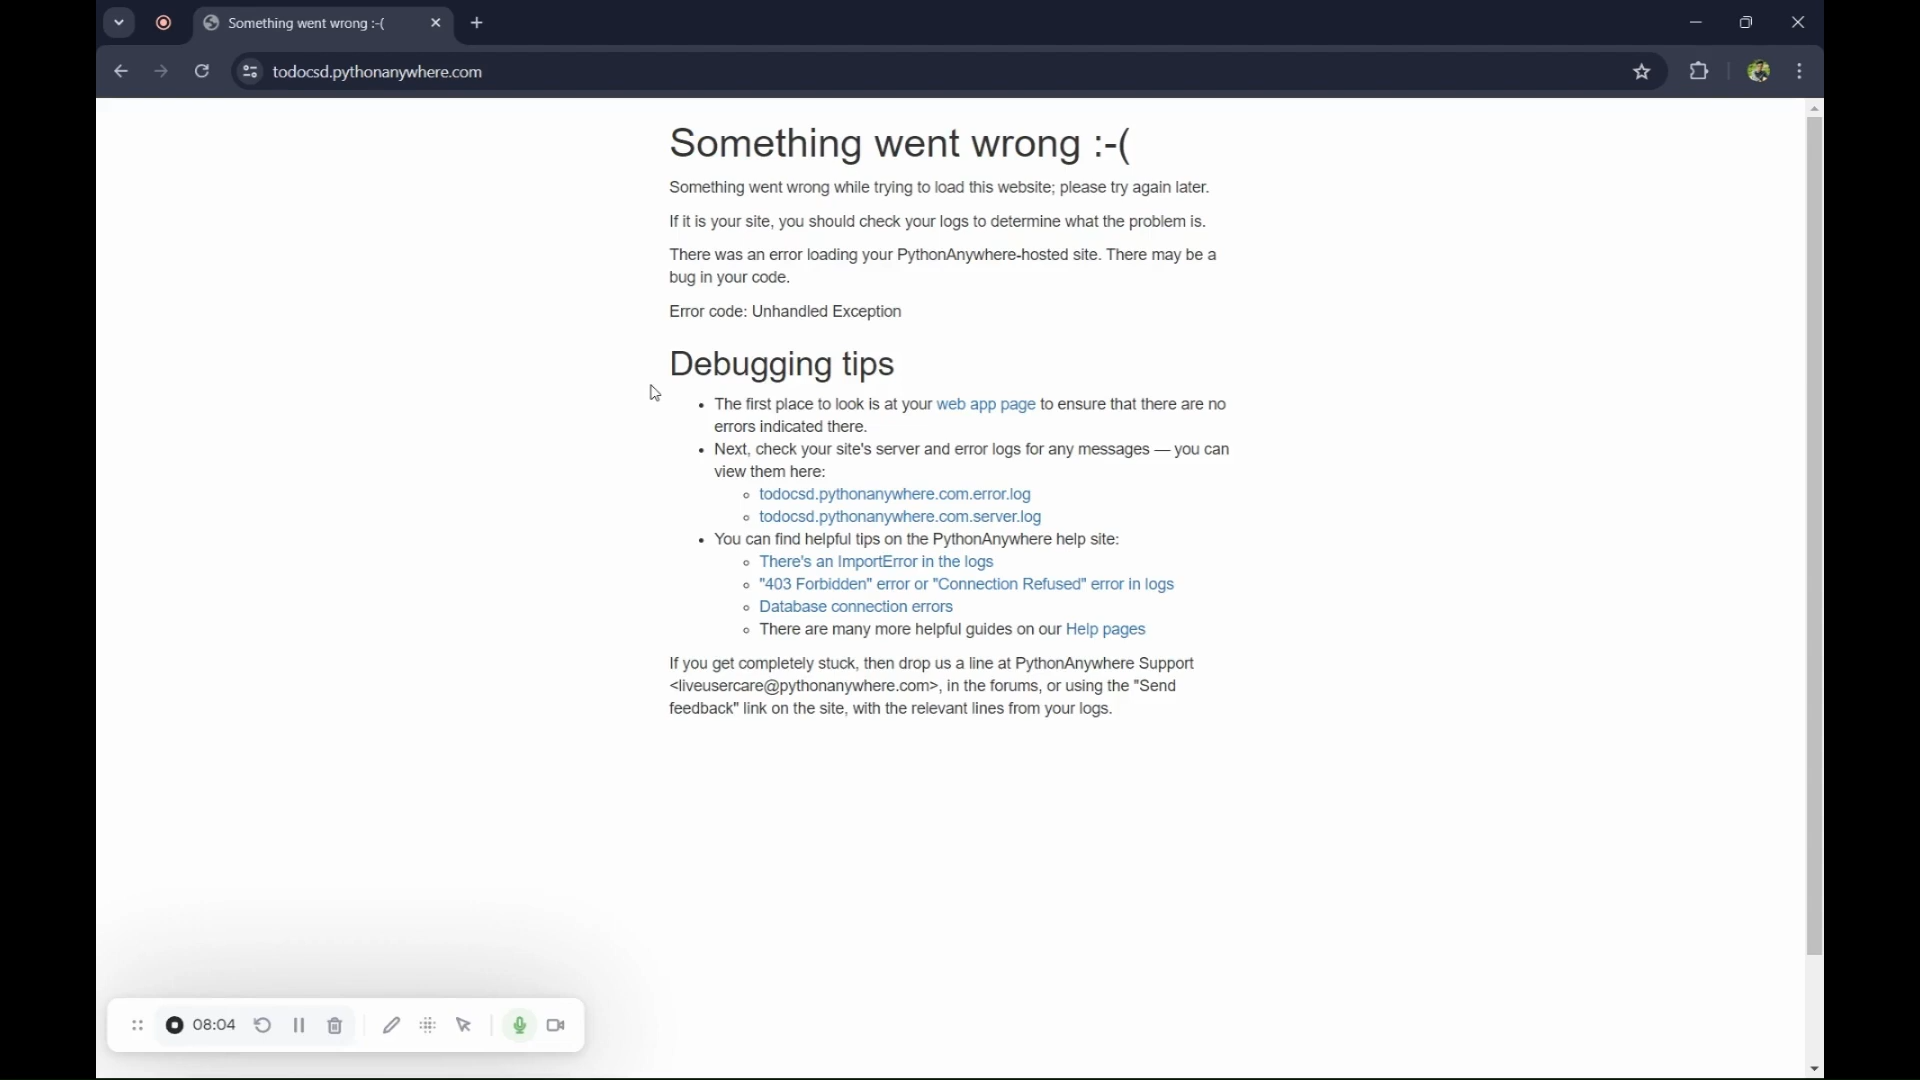 Something went wrong :-(
todocsd.pythonanywhere.com
Something went wrong :-(
Something went wrong while trying to load this website; please try again later.
If it is your site, you should check your logs to determine what the problem is.
There was an error loading your PythonAnywhere-hosted site. There may be a
bug in your code.
Error code: Unhandled Exception
Debugging tips
• The first place to look is at your web app page to ensure that there are no
errors indicated there.
• Next, check your site's server and error logs for any messages — you can
view them here:
◦ todocsd.pythonanywhere.com.error.log
◦ todocsd.pythonanywhere.com.server.log
• You can find helpful tips on the PythonAnywhere help site:
◦ There's an ImportError in the logs
◦ "403 Forbidden" error or "Connection Refused" error in logs
◦ Database connection errors
◦ There are many more helpful guides on our Help pages
If you get completely stuck, then drop us a line at PythonAnywhere Support
<liveusercare@pythonanywhere.com>, in the forums, or using the "Send
feedback" link on the site, with the relevant lines from your logs.
08:04